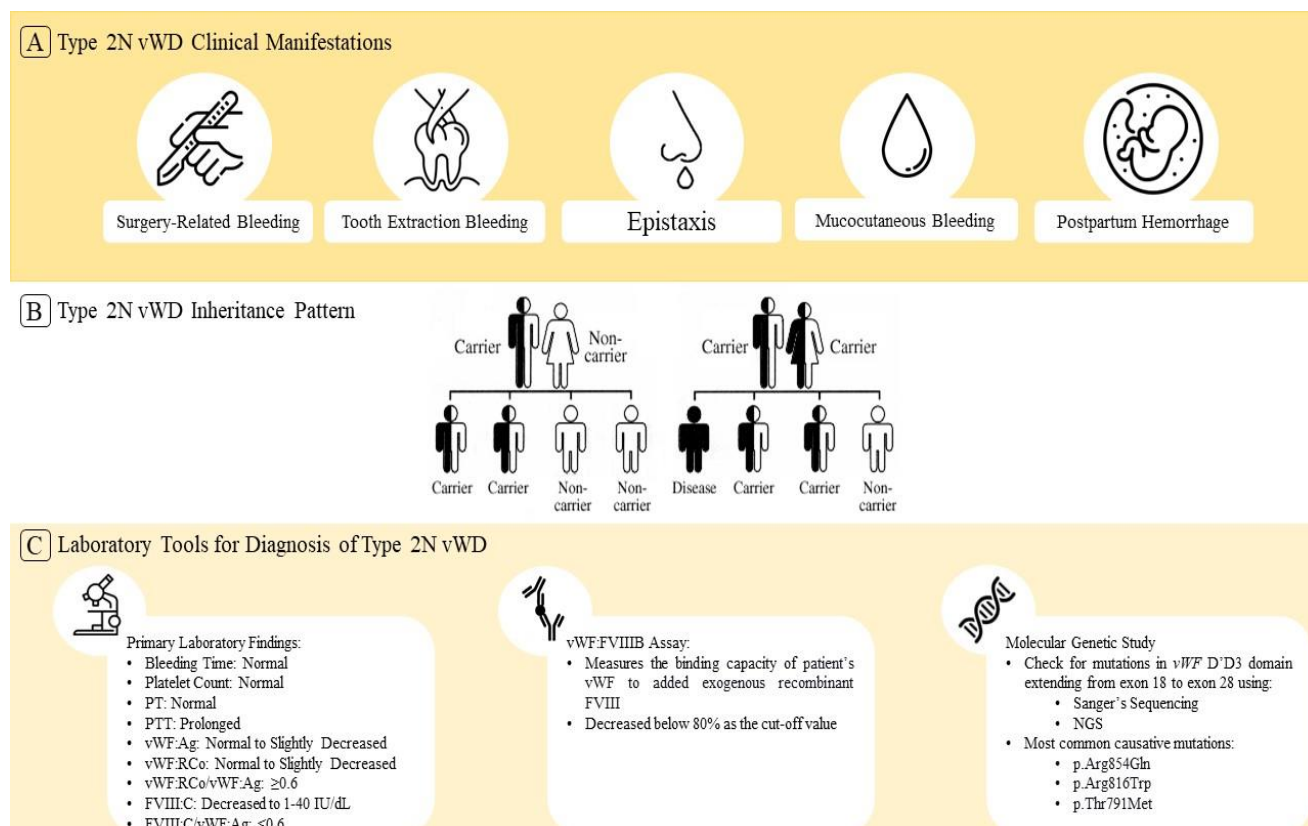 A Type 2N vWD Clinical Manifestations
Surgery-Related Bleeding
Tooth Extraction Bleeding
Epistaxis
Mucocutaneous Bleeding
Postpartum Hemorrhage
B Type 2N vWD Inheritance Pattern
Carrier
Non-
carrier
Carrier
Carrier
Carrier
Carrier
Non-
carrier
Non-
carrier
Disease
Carrier
Carrier
Non-
carrier
C Laboratory Tools for Diagnosis of Type 2N vWD
Primary Laboratory Findings:
• Bleeding Time: Normal
• Platelet Count: Normal
• PT: Normal
• PTT: Prolonged
• vWF:Ag: Normal to Slightly Decreased
• vWF:RCo: Normal to Slightly Decreased
• vWF:RCo/vWF:Ag: ≥0.6
• FVIII:C: Decreased to 1-40 IU/dL
• FVIII:C/vWF:Ag: ≤0.6
vWF:FVIIIB Assay:
• Measures the binding capacity of patient's
vWF to added exogenous recombinant
FVIII
• Decreased below 80% as the cut-off value
Molecular Genetic Study
• Check for mutations in vWF D'D3 domain
extending from exon 18 to exon 28 using:
• Sanger's Sequencing
• NGS
• Most common causative mutations:
• p.Arg854Gln
• p.Arg816Trp
• p.Thr791Met